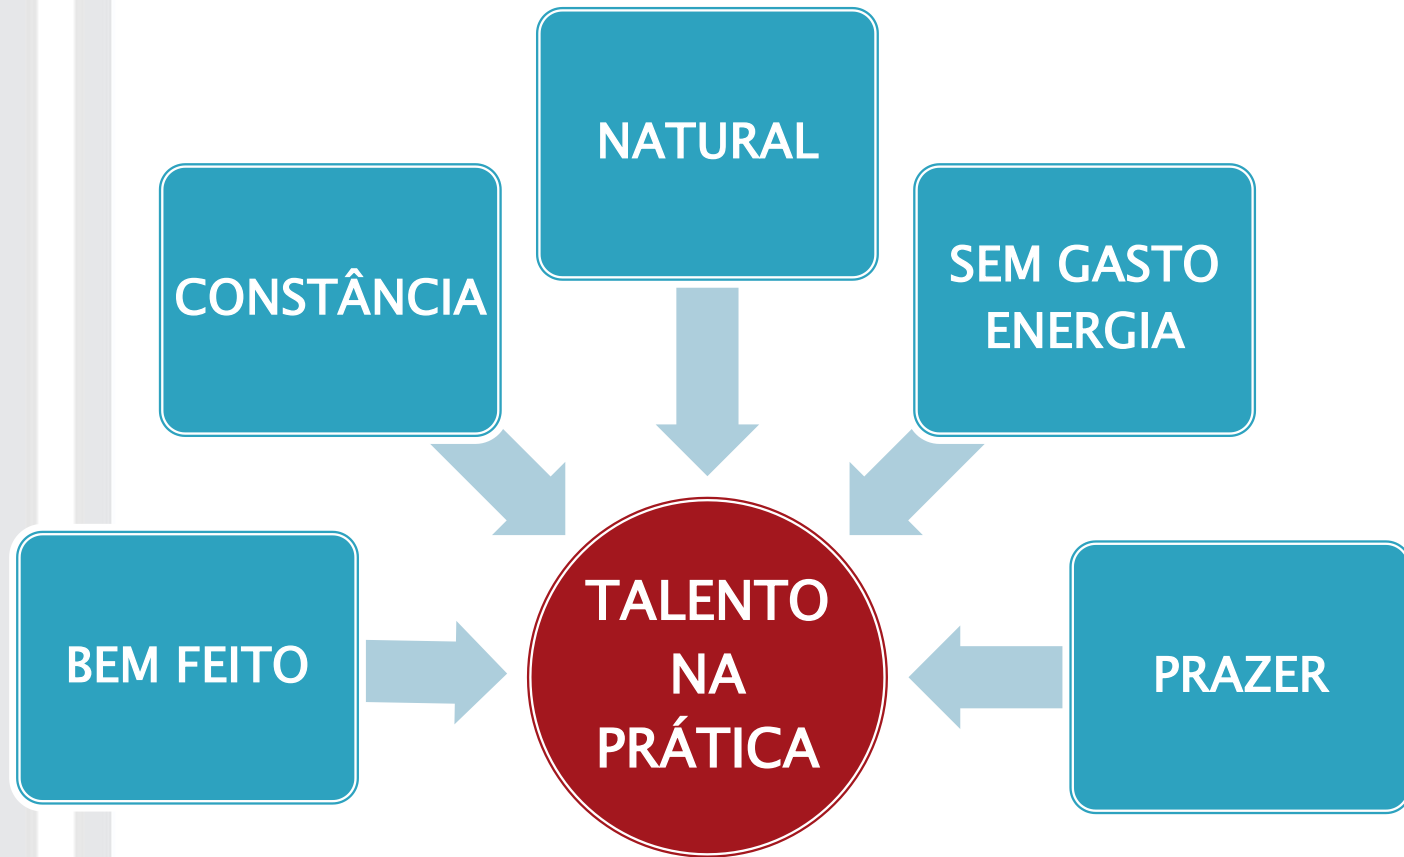 NATURAL
CONSTÂNCIA
SEM GASTO
ENERGIA
BEM FEITO
TALENTO
NA
PRÁTICA
PRAZER